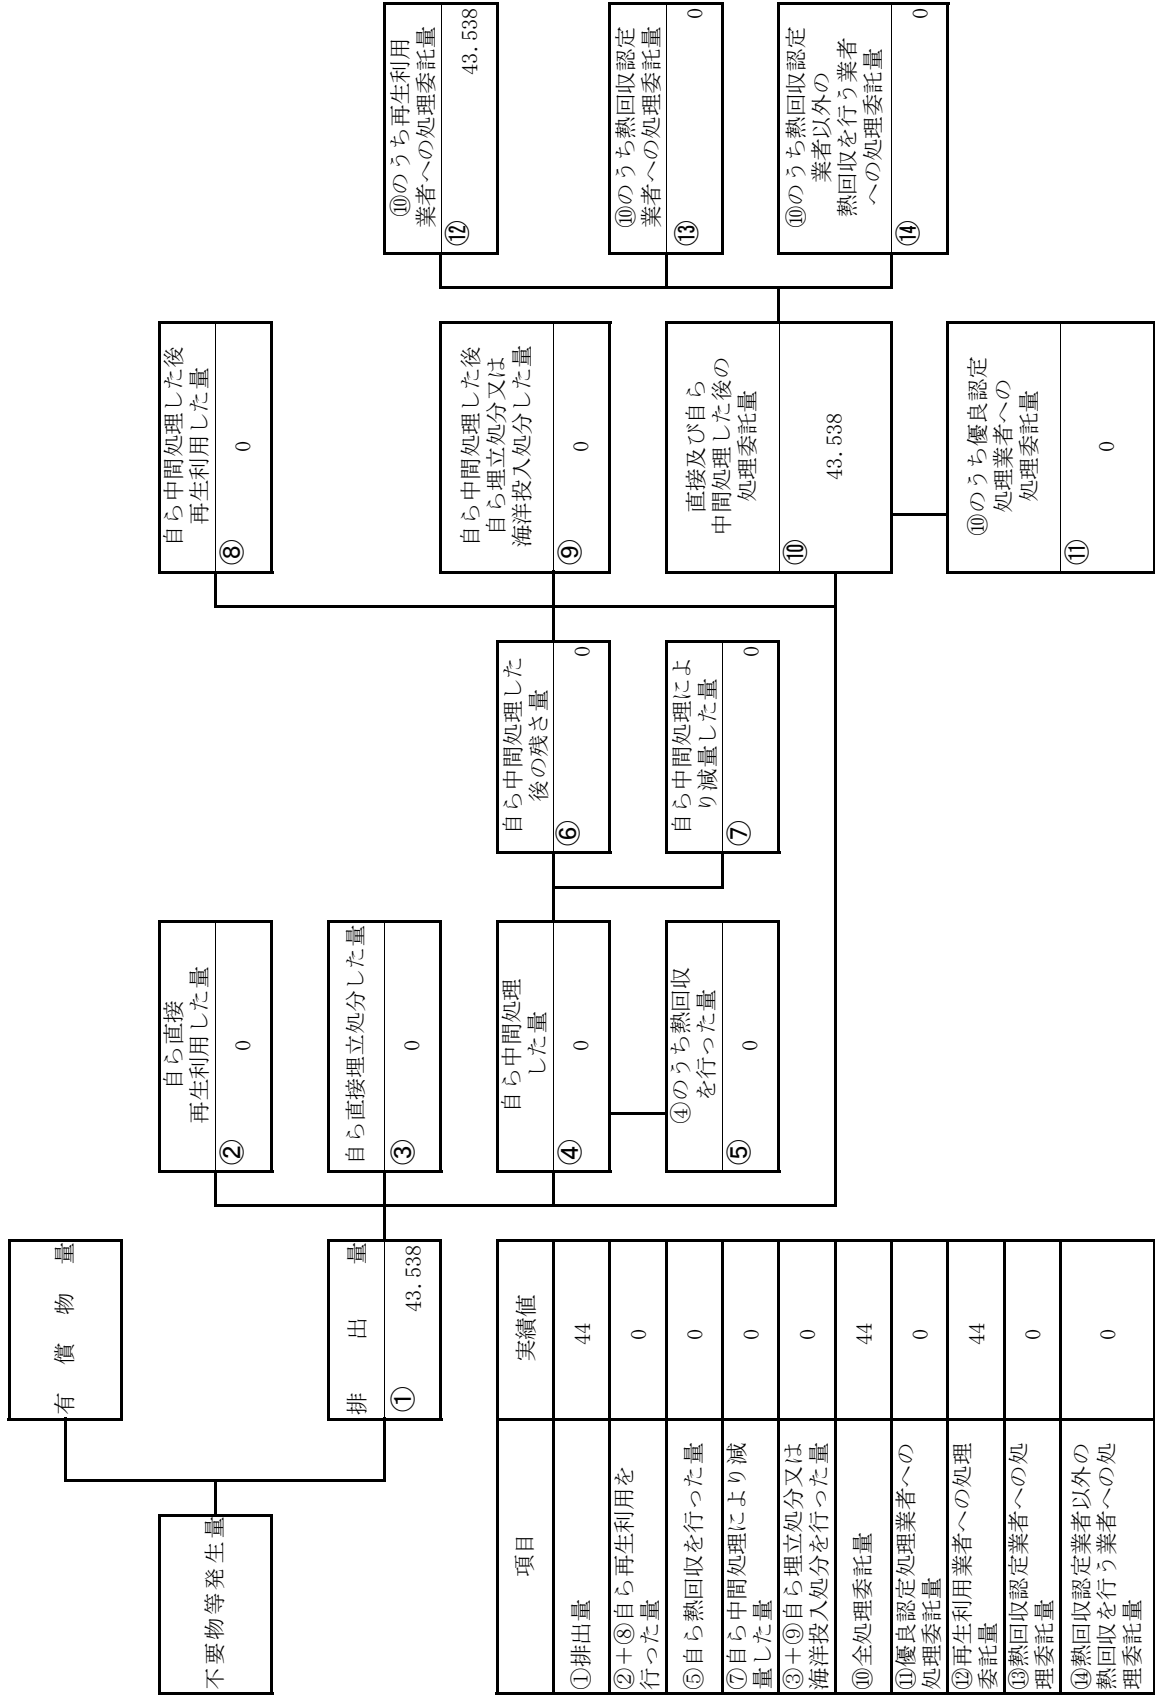 不要物等発生量
有償物量
排出量
① 43.538
自ら直接
再生利用した量
② 0
自ら直接埋立処分した量
③ 0
自ら中間処理
した量
④ 0
④のうち熱回収
を行った量
⑤ 0
自ら中間処理した
後の残さ量
⑥ 0
自ら中間処理によ
り減量した量
⑦ 0
自ら中間処理した後
再生利用した量
⑧ 0
自ら中間処理した後
自ら埋立処分又は
海洋投入処分した量
⑨ 0
直接及び自ら
中間処理した後の
処理委託量
⑩ 43.538
⑩のうち優良認定
処理業者への
処理委託量
⑪ 0
⑩のうち再生利用
業者への処理委託量
⑫ 43.538
⑩のうち熱回収認定
業者への処理委託量
⑬ 0
⑩のうち熱回収認定
業者以外の
熱回収を行う業者
への処理委託量
⑭ 0
項目 実績値
①排出量 44
②+⑧自ら再生利用を
行った量 0
⑤自ら熱回収を行った量 0
⑦自ら中間処理により減
量した量 0
③+⑨自ら埋立処分又は
海洋投入処分を行った量 0
⑩全処理委託量 44
⑪優良認定処理業者への
処理委託量 0
⑫再生利用業者への処理
委託量 44
⑬熱回収認定業者への処
理委託量 0
⑭熱回収認定業者以外の
熱回収を行う業者への処
理委託量 0